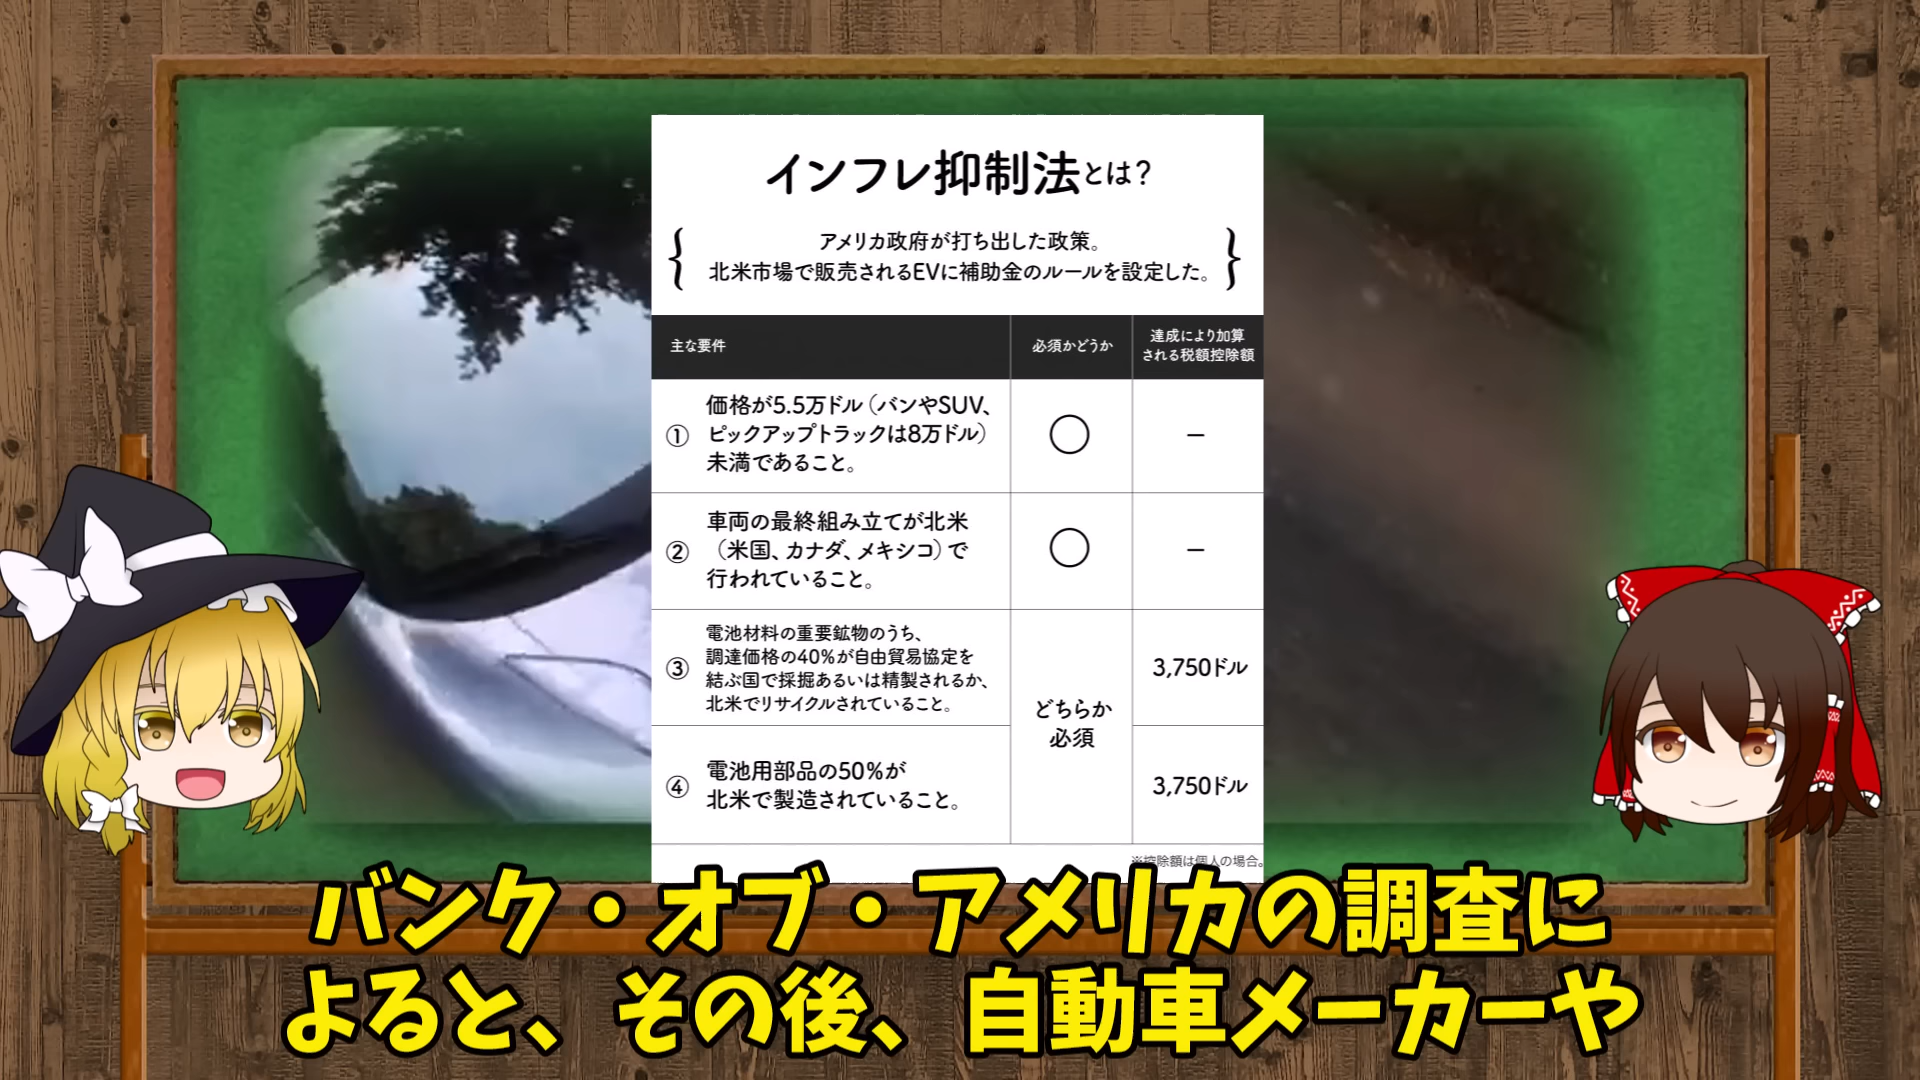 インフレ抑制法とは？
アメリカ政府が打ち出した政策。
北米市場で販売されるEVに補助金のルールを設定した。
主な要件
必須かどうか
達成により加算
される税額控除額
① 価格が5.5万ドル（バンやSUV、
ピックアップトラックは8万ドル）
未満であること。
○
ー
② 車両の最終組み立てが北米
（米国、カナダ、メキシコ）で
行われていること。
○
ー
③ 電池材料の重要鉱物のうち、
調達価格の40%が自由貿易協定を
結ぶ国で採掘あるいは精製されるか、
北米でリサイクルされていること。
どちらか
必須
3,750ドル
④ 電池用部品の50%が
北米で製造されていること。
3,750ドル
※控除額は個人の場合。
バンク・オブ・アメリカの調査に
よると、その後、自動車メーカーや